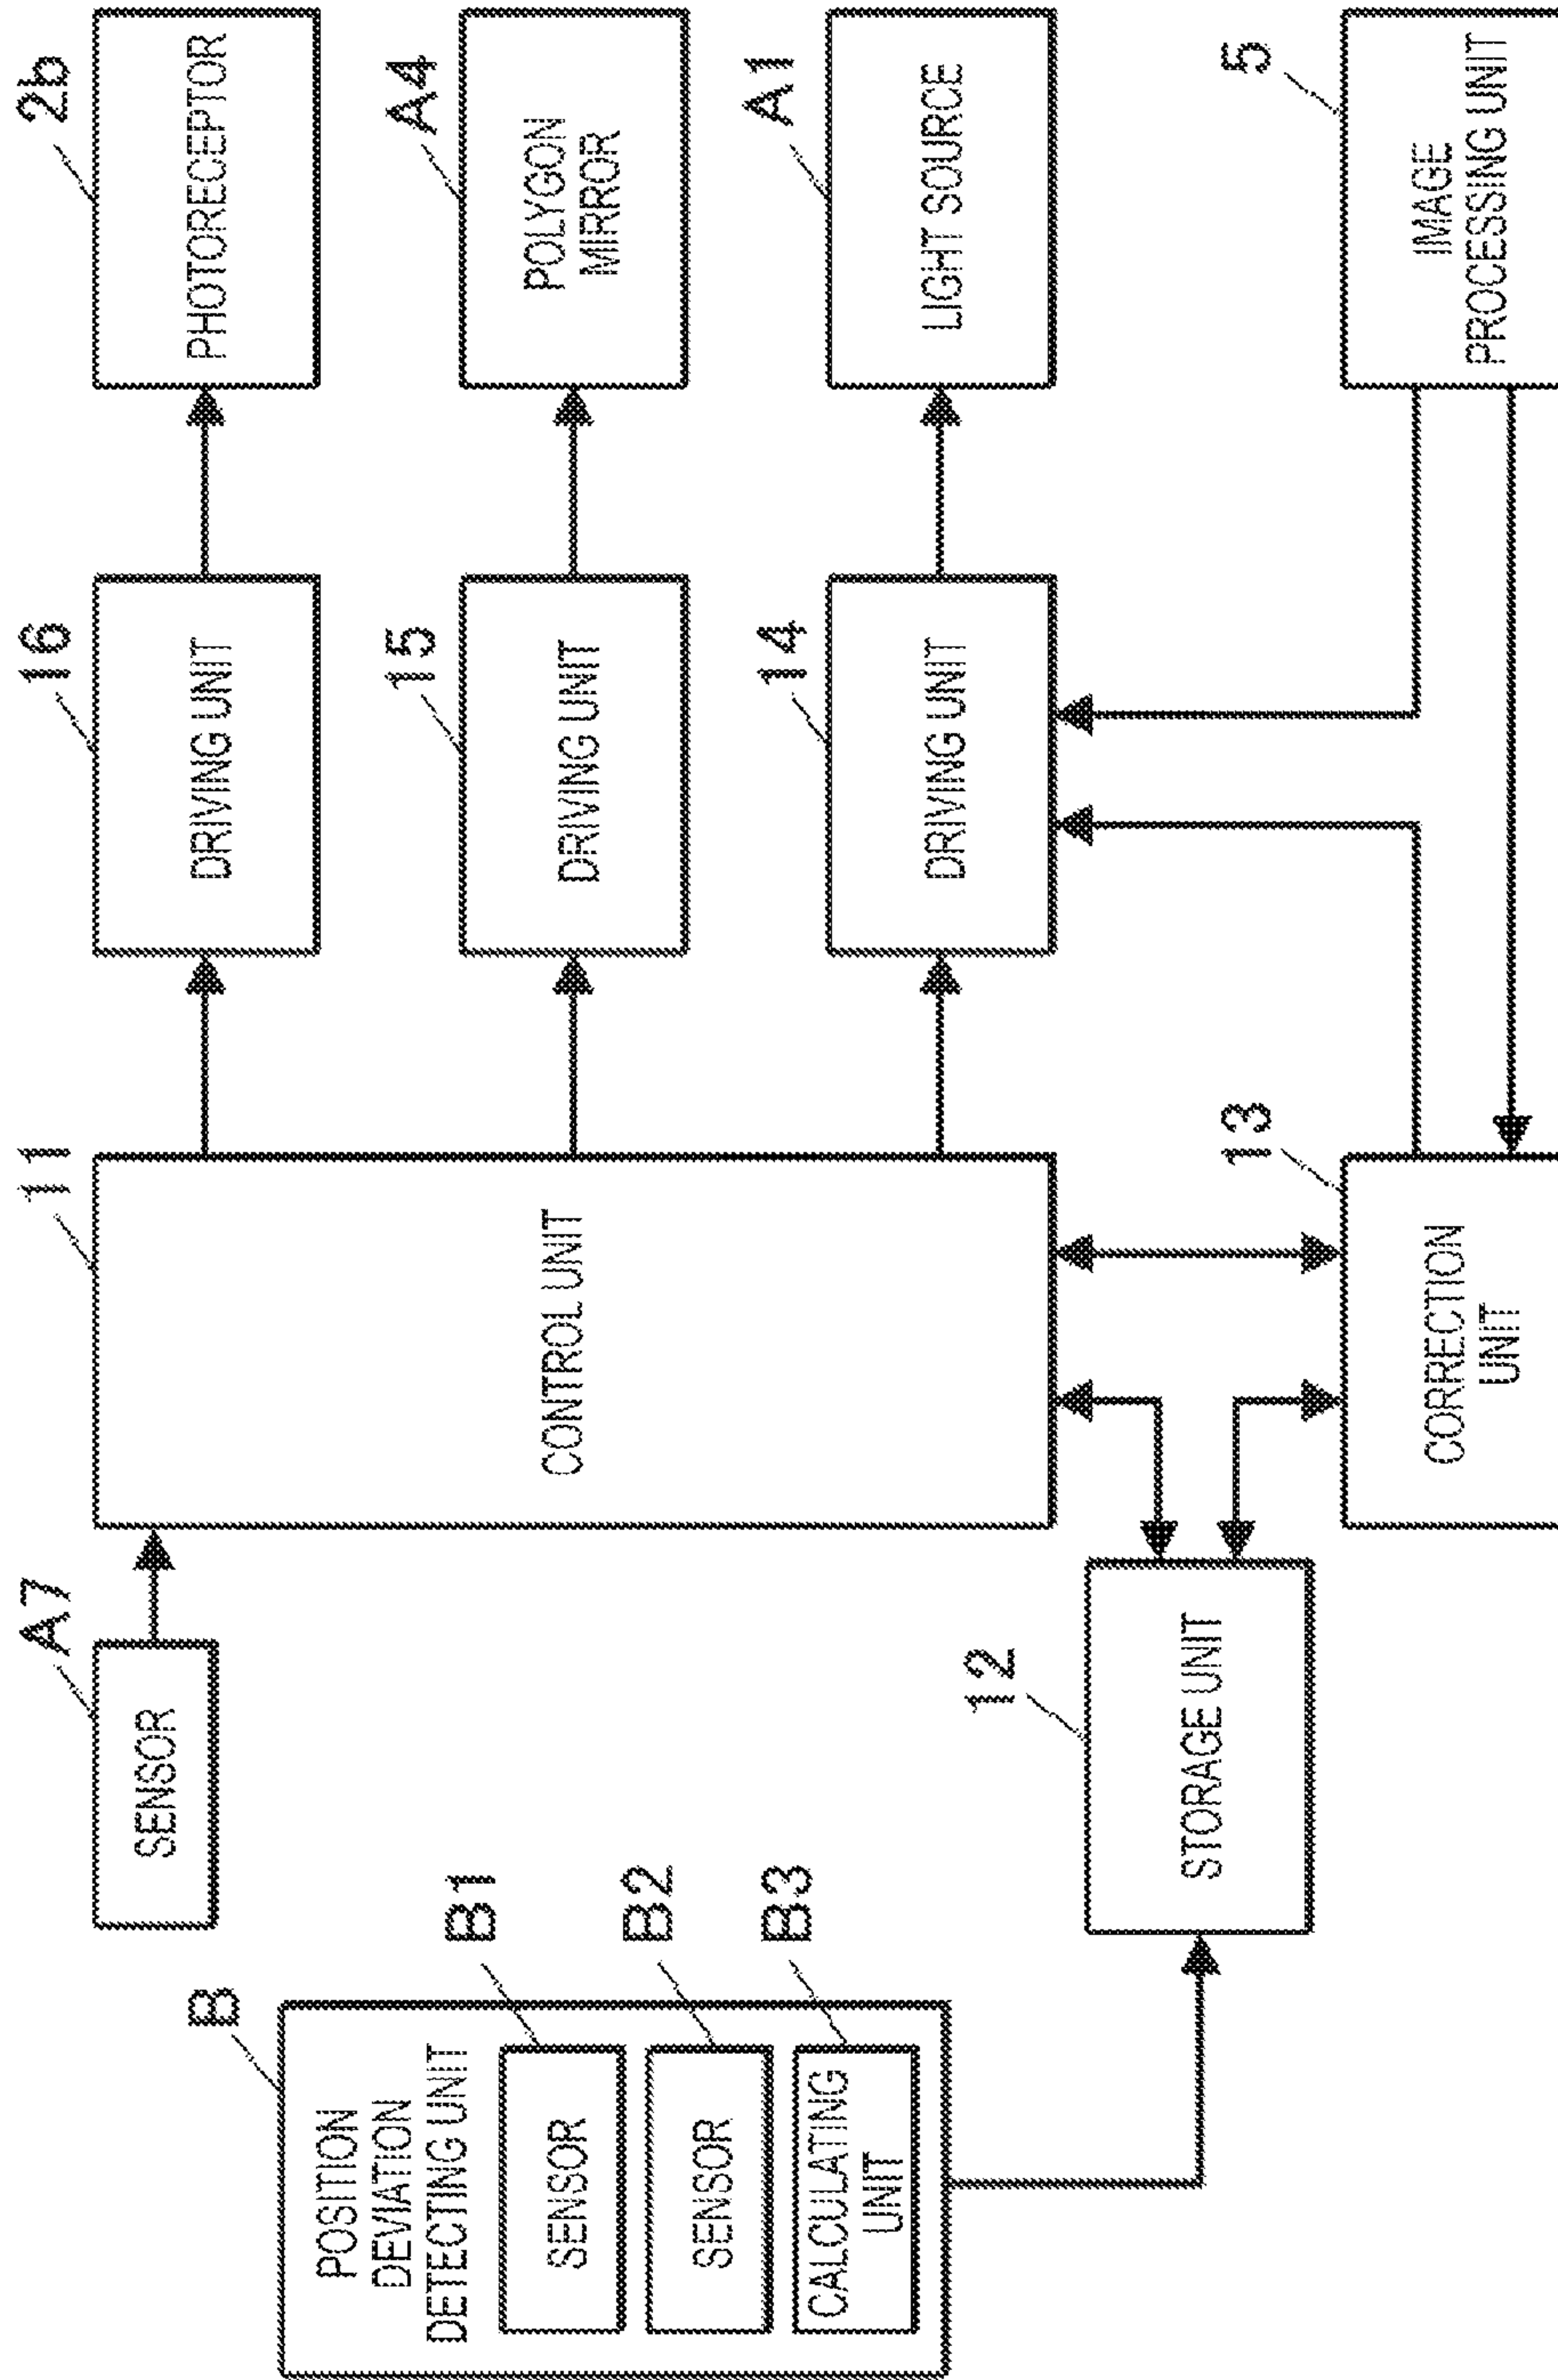 B
POSITION
DEVIATION
DETECTING UNIT
B1
SENSOR
B2
SENSOR
B3
CALCULATING
UNIT
A7
SENSOR
12
STORAGE UNIT
11
CONTROL UNIT
13
CORRECTION
UNIT
16
DRIVING UNIT
15
DRIVING UNIT
14
DRIVING UNIT
2b
PHOTORECEPTOR
A4
POLYGON
MIRROR
A1
LIGHT SOURCE
5
IMAGE
PROCESSING UNIT